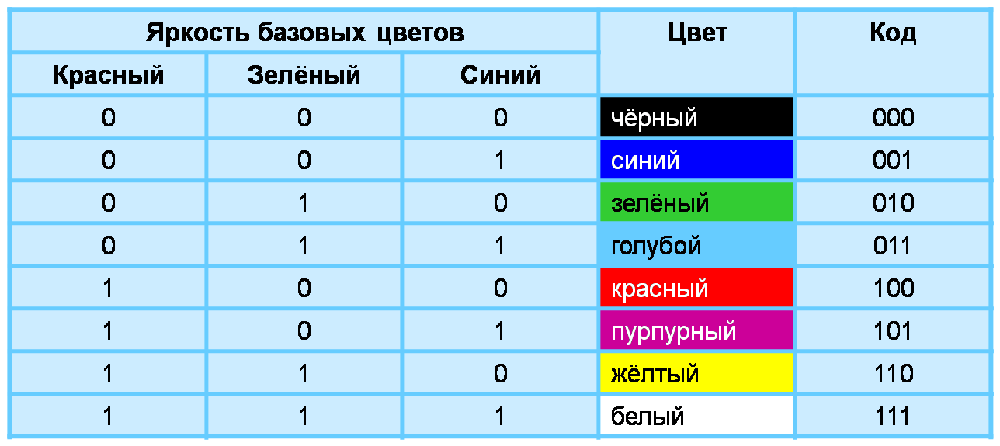 Яркость базовых цветов Цвет Код
Красный Зелёный Синий
0 0 0 чёрный 000
0 0 1 синий 001
0 1 0 зелёный 010
0 1 1 голубой 011
1 0 0 красный 100
1 0 1 пурпурный 101
1 1 0 жёлтый 110
1 1 1 белый 111